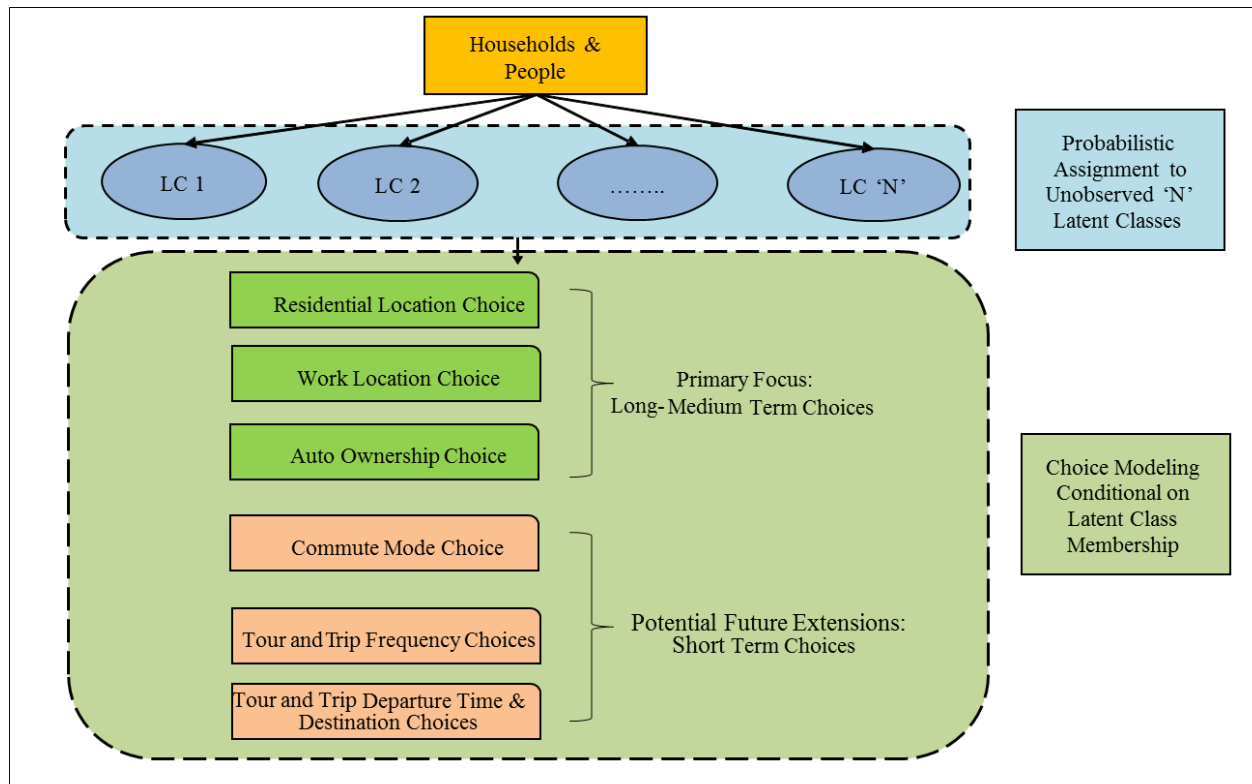 Households &
People
LC 1
LC 2
……..
LC ‘N’
Probabilistic
Assignment to
Unobserved ‘N’
Latent Classes
Residential Location Choice
Work Location Choice
Auto Ownership Choice
Primary Focus:
Long- Medium Term Choices
Commute Mode Choice
Tour and Trip Frequency Choices
Tour and Trip Departure Time &
Destination Choices
Potential Future Extensions:
Short Term Choices
Choice Modeling
Conditional on
Latent Class
Membership